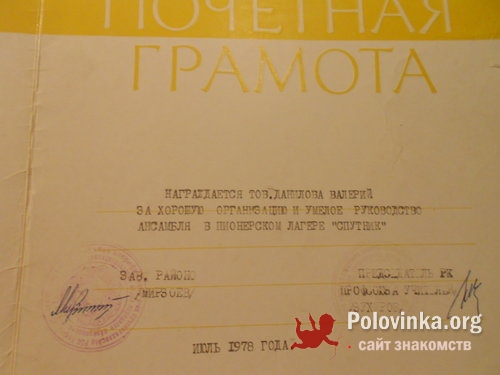 ПОЧЕТНАЯ
ГРАМОТА
НАГРАЖДАЕТСЯ ТОВ.ДАНИЛОВА ВАЛЕРИЙ
ЗА ХОРОШУЮ ОРГАНИЗАЦИЮ И УМЕЛОЕ РУКОВОДСТВО
АНСАМБЛЯ В ПИОНЕРСКОМ ЛАГЕРЕ "СПУТНИК"
ЗАВ. РАЙОНО ПРЕДСЕДАТЕЛЬ РК
ИЮЛЬ 1978 ГОДА
Polovinka.org
сайт знакомств